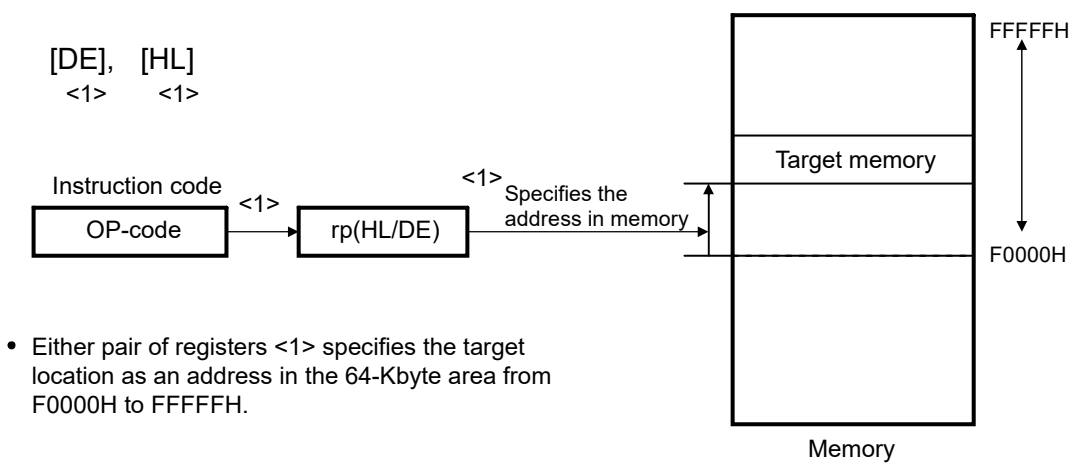 [DE], [HL]
<1> <1>
Instruction code
OP-code
<1>
rp(HL/DE)
<1>
Specifies the
address in memory
Target memory
FFFFFH
F0000H
Memory
• Either pair of registers <1> specifies the target
location as an address in the 64-Kbyte area from
F0000H to FFFFFH.